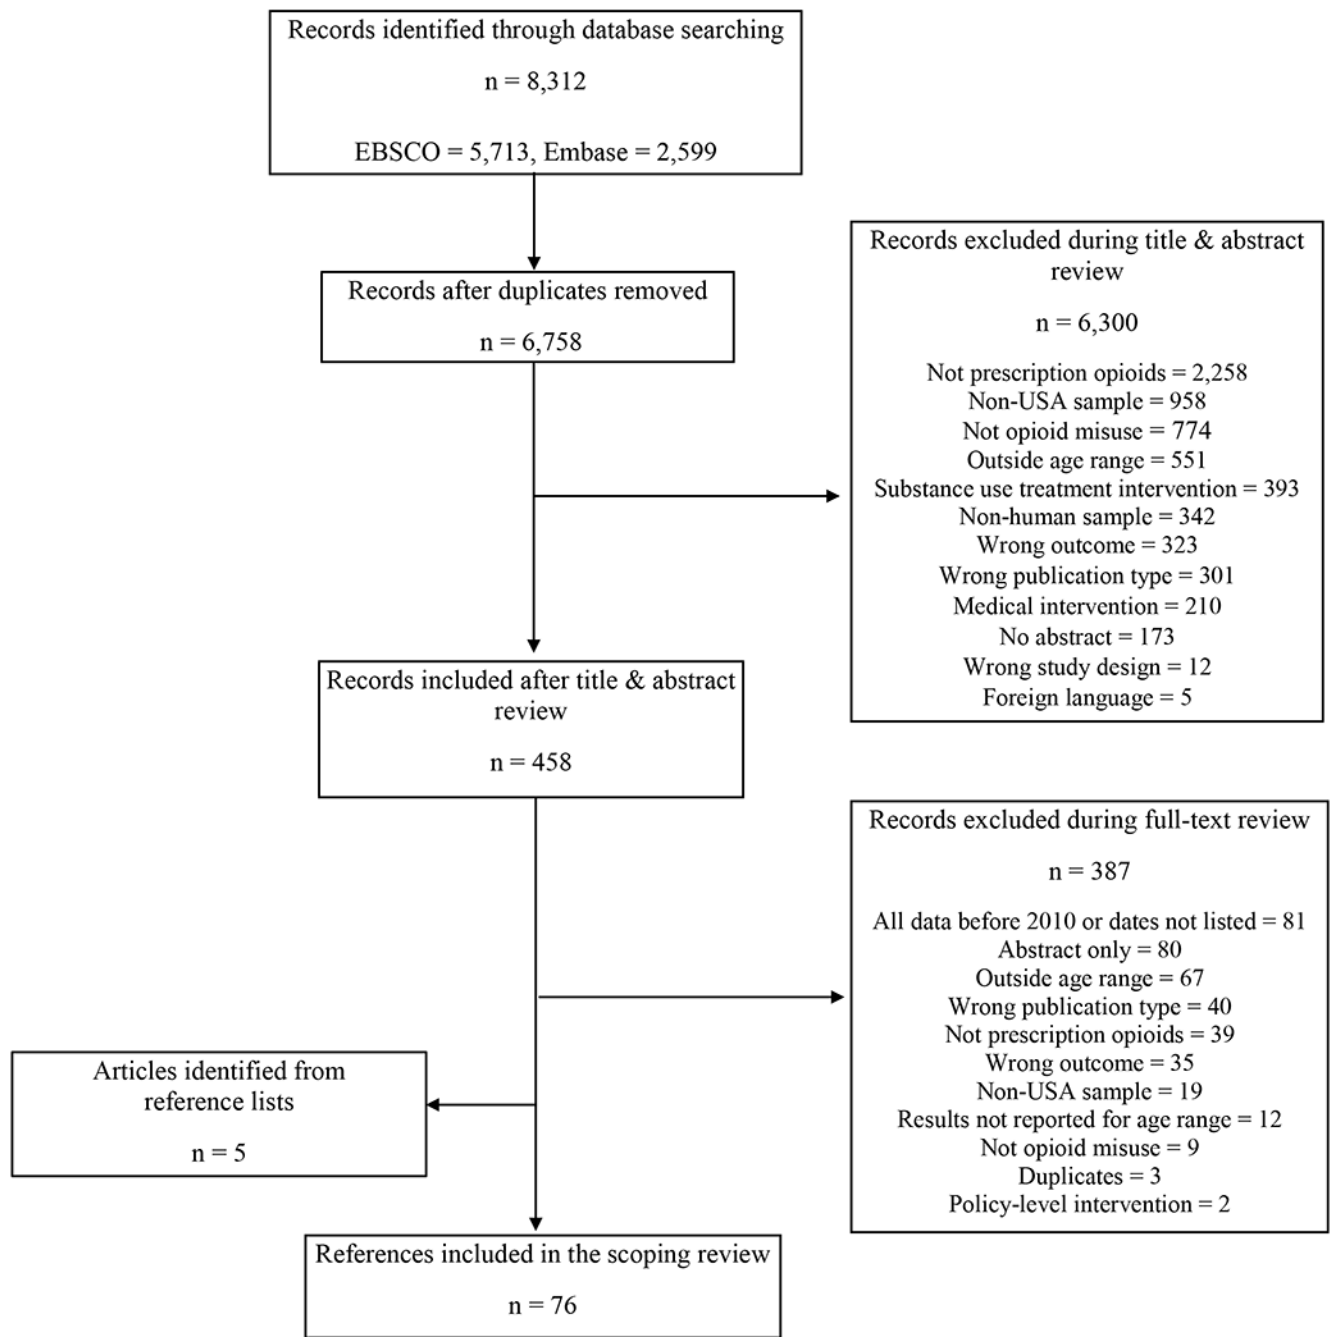 Records identified through database searching
n = 8,312
EBSCO = 5,713, Embase = 2,599
Records after duplicates removed
n = 6,758
Records excluded during title & abstract
review
n = 6,300
Not prescription opioids = 2,258
Non-USA sample = 958
Not opioid misuse = 774
Outside age range = 551
Substance use treatment intervention = 393
Non-human sample = 342
Wrong outcome = 323
Wrong publication type = 301
Medical intervention = 210
No abstract = 173
Wrong study design = 12
Foreign language = 5
Records included after title & abstract
review
n = 458
Records excluded during full-text review
n = 387
All data before 2010 or dates not listed = 81
Abstract only = 80
Outside age range = 67
Wrong publication type = 40
Not prescription opioids = 39
Wrong outcome = 35
Non-USA sample = 19
Results not reported for age range = 12
Not opioid misuse = 9
Duplicates = 3
Policy-level intervention = 2
Articles identified from
reference lists
n = 5
References included in the scoping review
n = 76